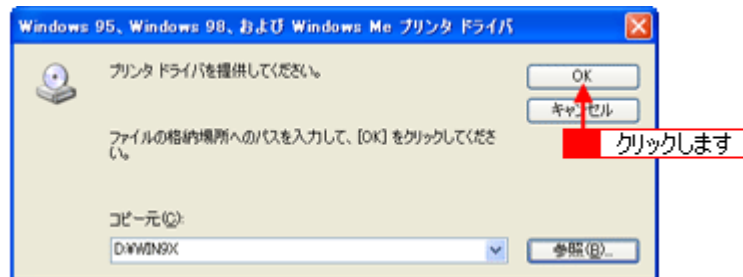 Windows 95、Windows 98、および Windows Me プリンタ ドライバ
プリンタ ドライバを提供してください。
OK
キャンセル
ファイルの格納場所へのパスを入力して、[OK] をクリックしてくださ
い。
クリックします
コピー元(C):
D:¥WIN9X
参照(B)...